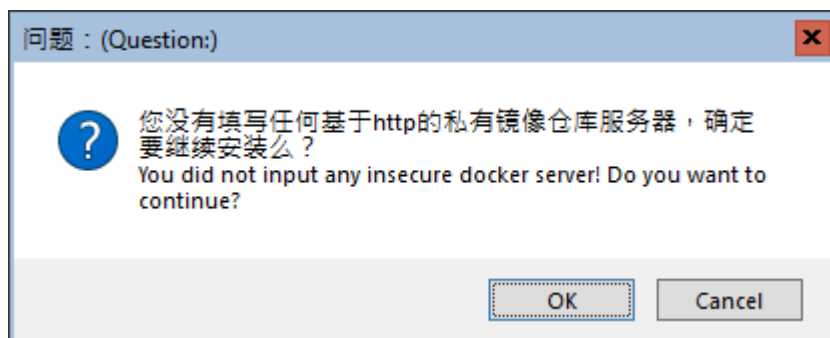 问题：(Question:)
您没有填写任何基于http的私有镜像仓库服务器，确定
要继续安装么？
You did not input any insecure docker server! Do you want to
continue?
OK
Cancel